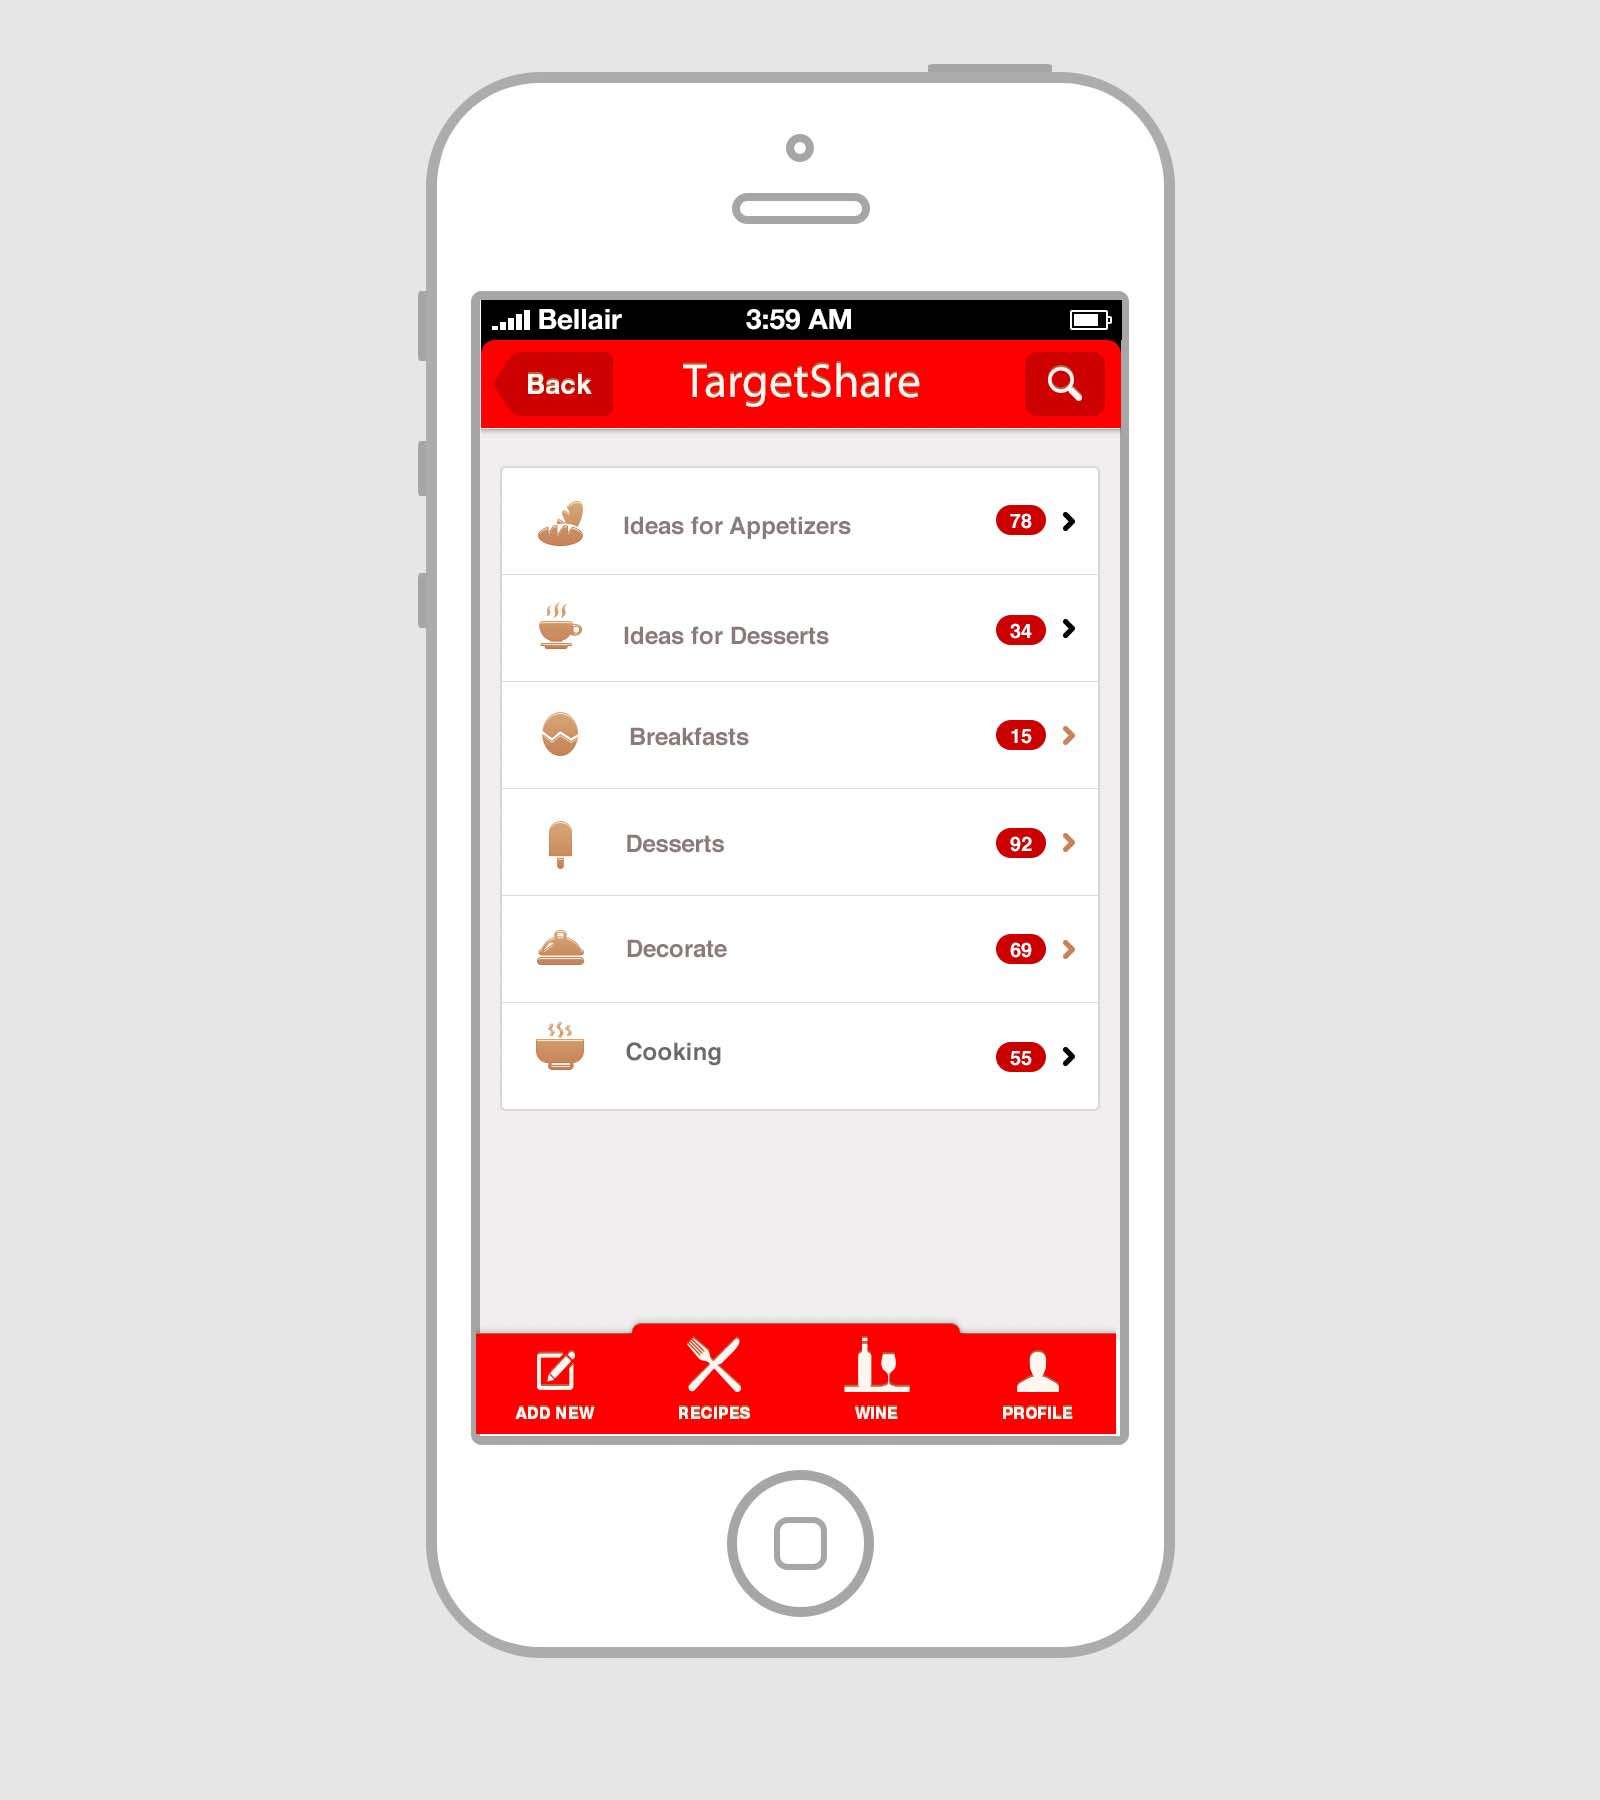 Bellair 3:59 AM
Back TargetShare
Ideas for Appetizers 78
Ideas for Desserts 34
Breakfasts 15
Desserts 92
Decorate 69
Cooking 55
ADD NEW RECIPES WINE PROFILE